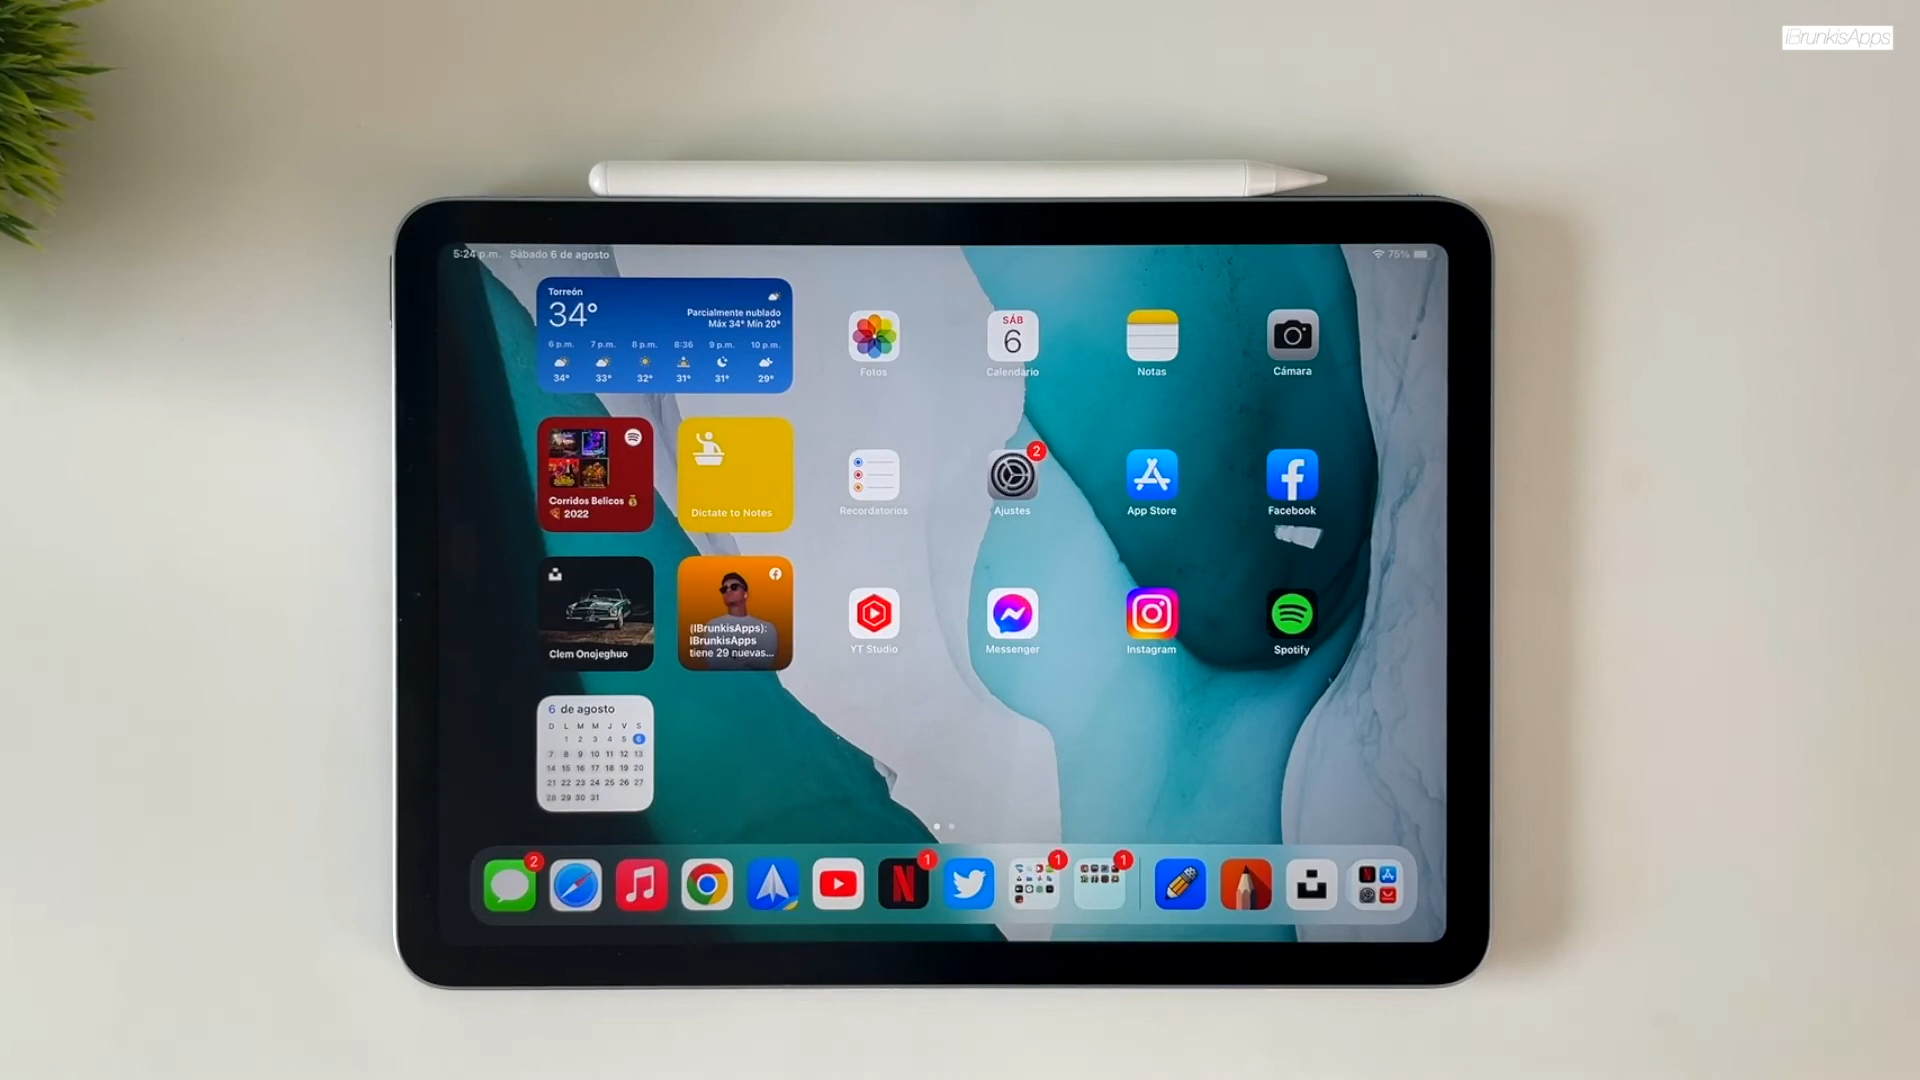 iBrunkisApps
5:24 p.m. Sábado 6 de agosto
75%
Torreón
34°
Parcialmente nublado
Máx 34° Mín 20°
6 p.m. 7 p.m. 8 p.m. 8:36 9 p.m. 10 p.m.
34° 33° 32° 31° 31° 29°
Fotos
SÁB
6
Calendario
Notas
Cámara
Corridos Belicos
2022
Dictate to Notes
Recordatorios
2
Ajustes
App Store
Facebook
Clem Onojeghuo
(IBrunkisApps):
IBrunkisApps
tiene 29 nuevas...
YT Studio
Messenger
Instagram
Spotify
6 de agosto
D L M M J V S
1 2 3 4 5 6
7 8 9 10 11 12 13
14 15 16 17 18 19 20
21 22 23 24 25 26 27
28 29 30 31
2 1 1 1
N